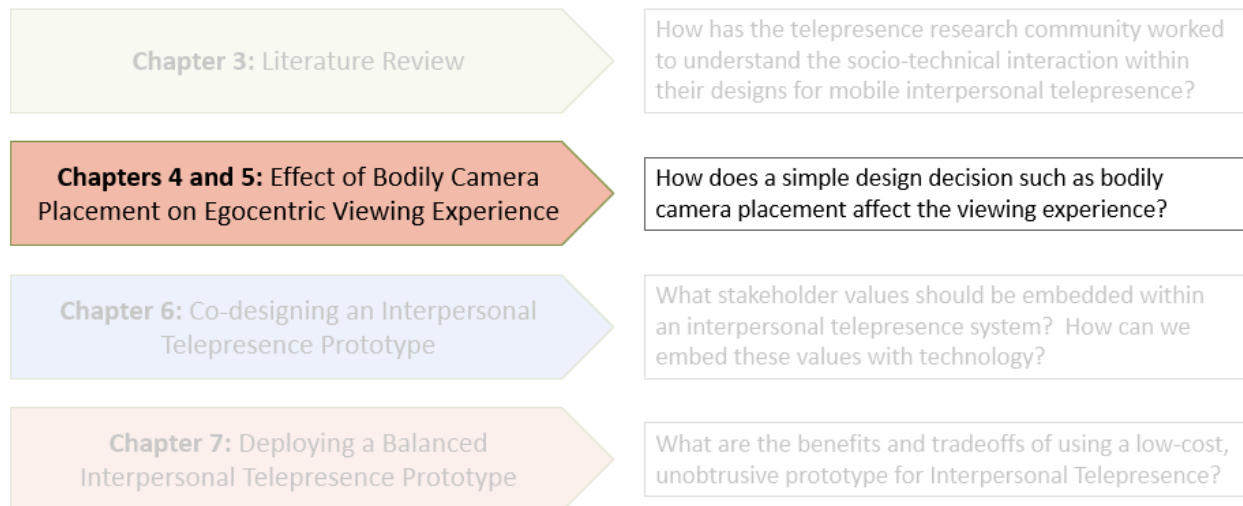 Chapter 3: Literature Review
How has the telepresence research community worked
to understand the socio-technical interaction within
their designs for mobile interpersonal telepresence?
Chapters 4 and 5: Effect of Bodily Camera
Placement on Egocentric Viewing Experience
How does a simple design decision such as bodily
camera placement affect the viewing experience?
Chapter 6: Co-designing an Interpersonal
Telepresence Prototype
What stakeholder values should be embedded within
an interpersonal telepresence system?  How can we
embed these values with technology?
Chapter 7: Deploying a Balanced
Interpersonal Telepresence Prototype
What are the benefits and tradeoffs of using a low-cost,
unobtrusive prototype for Interpersonal Telepresence?